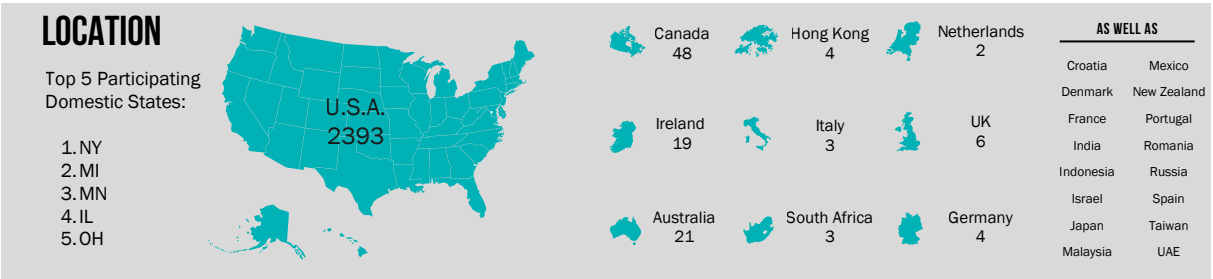 LOCATION
Top 5 Participating
Domestic States:
1. NY
2. MI
3. MN
4. IL
5. OH
U.S.A.
2393
Canada
48
Hong Kong
4
Netherlands
2
Ireland
19
Italy
3
UK
6
Australia
21
South Africa
3
Germany
4
AS WELL AS
Croatia Mexico
Denmark New Zealand
France Portugal
India Romania
Indonesia Russia
Israel Spain
Japan Taiwan
Malaysia UAE